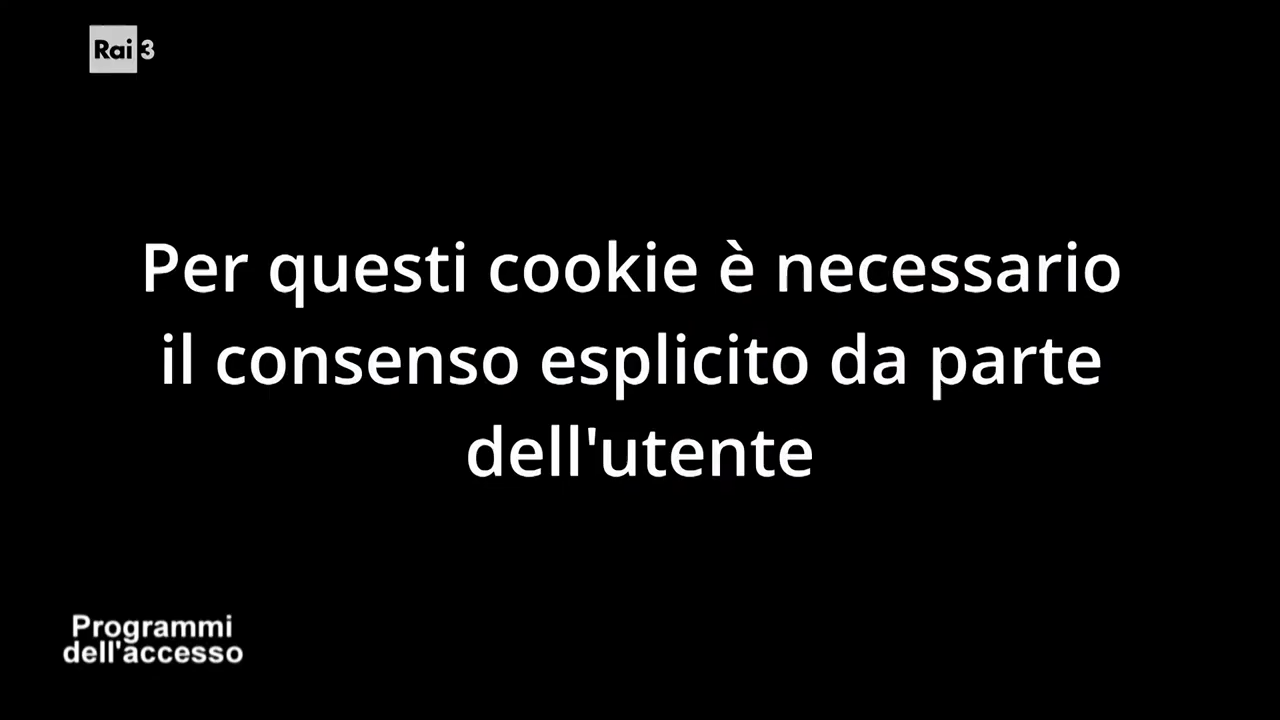 Rai 3
Per questi cookie è necessario
il consenso esplicito da parte
dell'utente
Programmi
dell'accesso